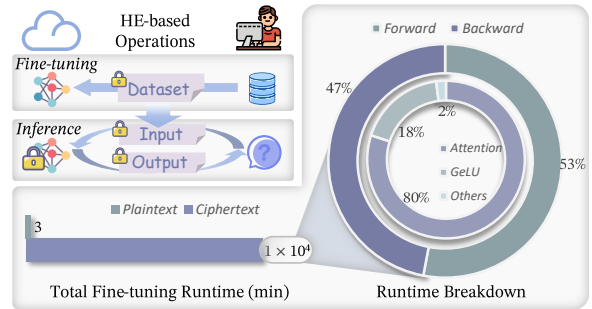 HE-based
Operations
Fine-tuning
Dataset
Inference
Input
Output
?
Plaintext
Ciphertext
3
1 × 10⁴
Total Fine-tuning Runtime (min)
Forward
Backward
47%
53%
2%
18%
80%
Attention
GeLU
Others
Runtime Breakdown